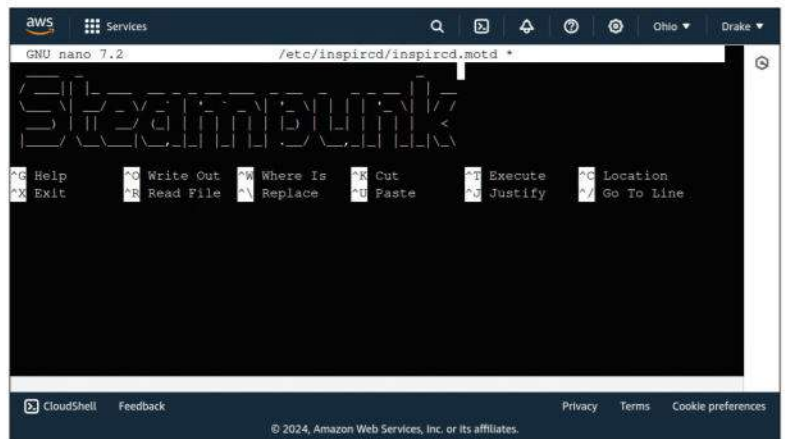 aws Services Ohio Drake
GNU nano 7.2 /etc/inspircd/inspircd.motd *
Steampunk
^G Help ^O Write Out ^W Where Is ^K Cut ^T Execute ^C Location
^X Exit ^R Read File ^\ Replace ^U Paste ^J Justify ^/ Go To Line
CloudShell Feedback Privacy Terms Cookie preferences
© 2024, Amazon Web Services, Inc. or its affiliates.